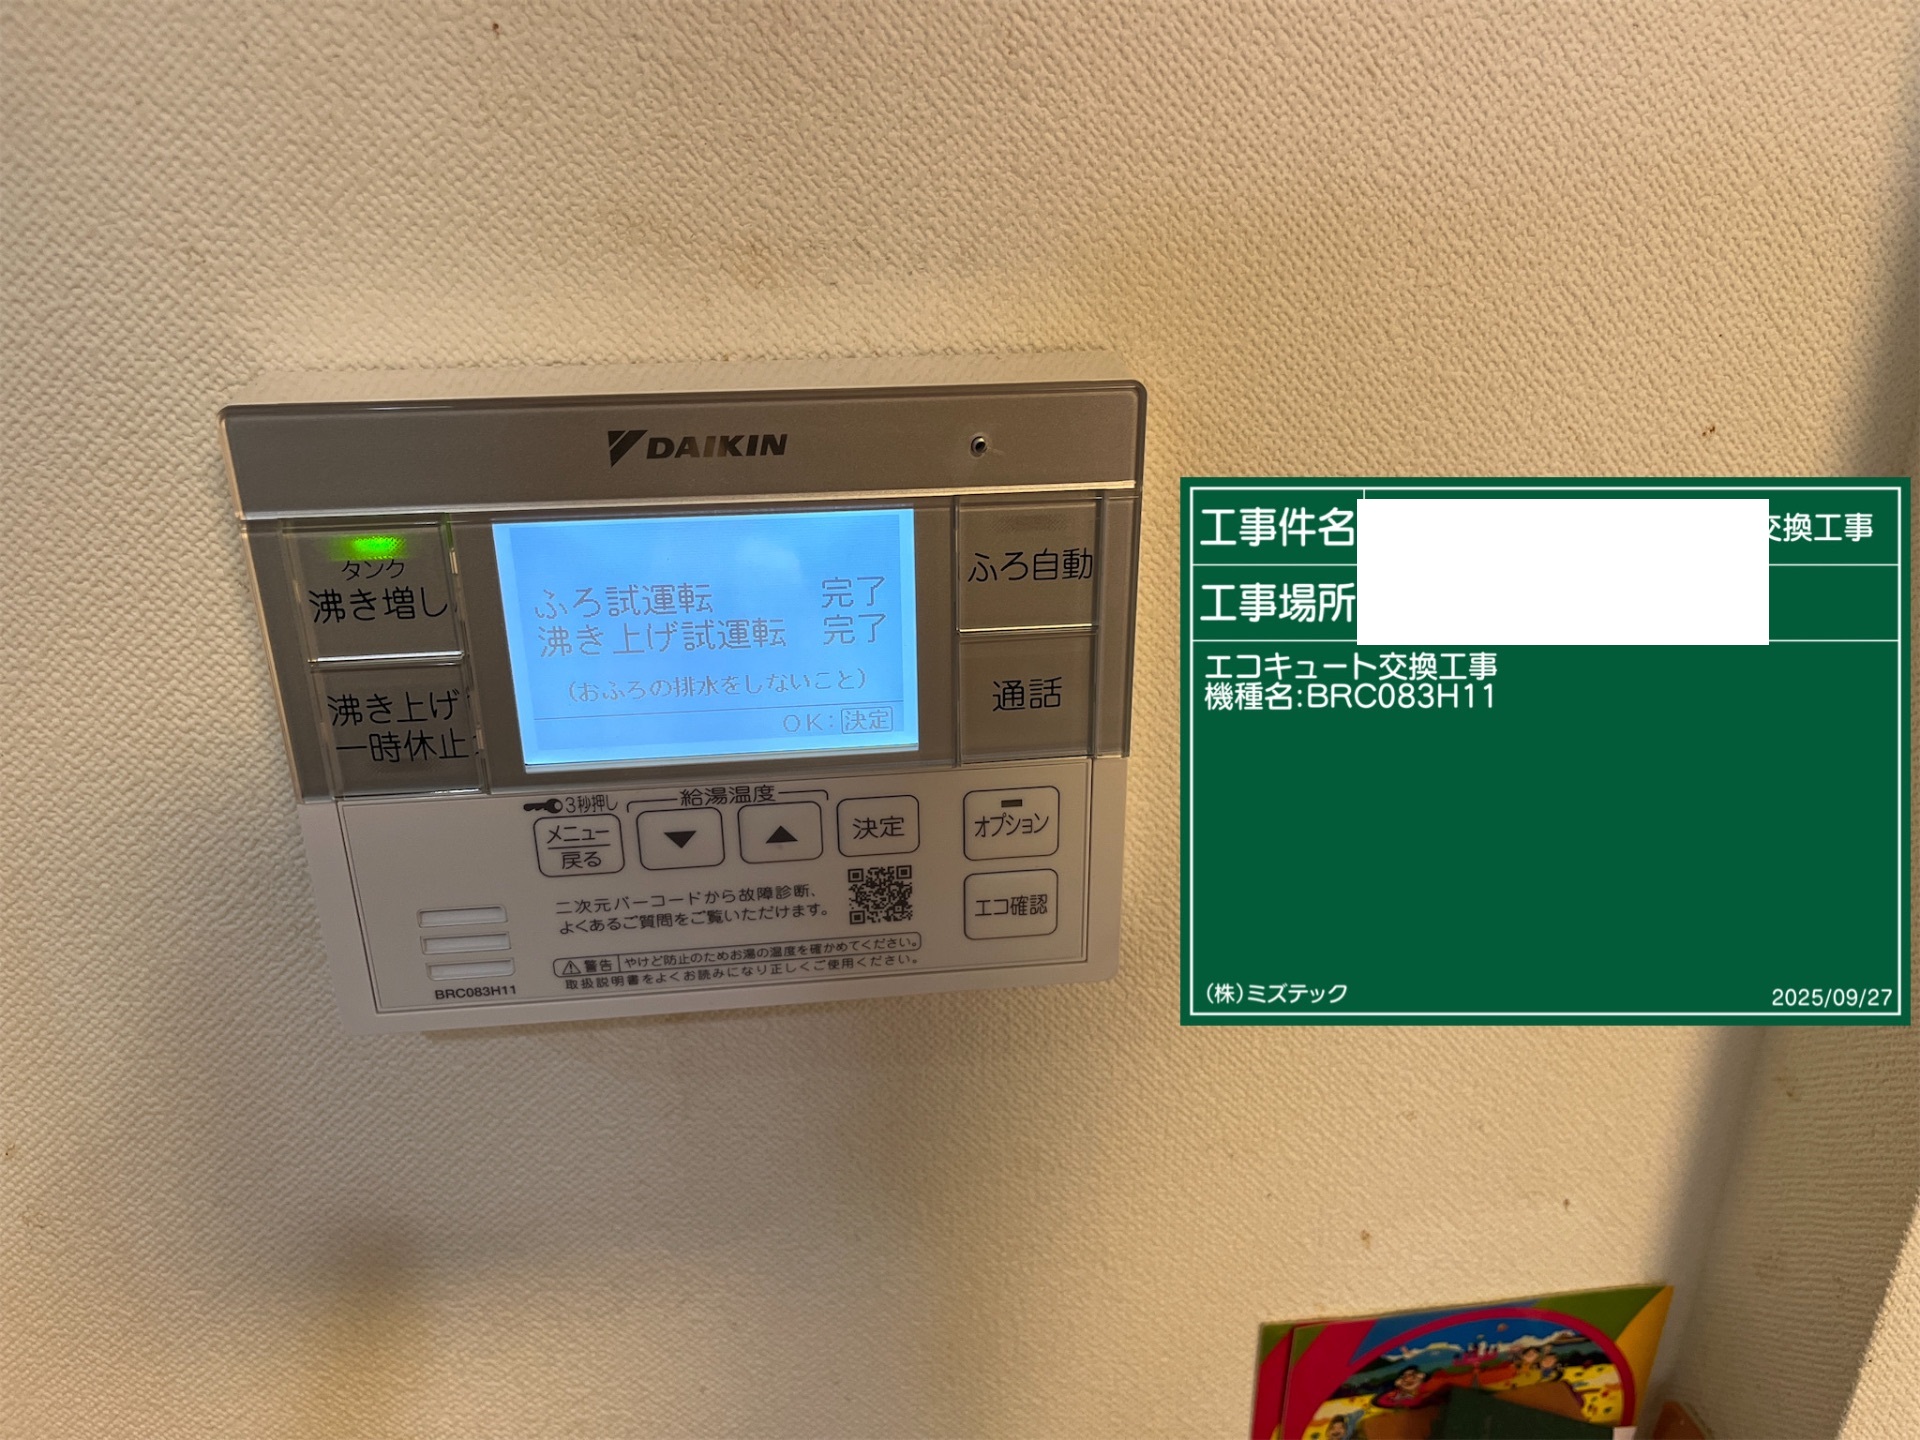 DAIKIN
タンク
沸き増し
沸き上げ
一時休止
ふろ試運転 完了
沸き上げ試運転 完了
(おふろの排水をしないこと)
OK:決定
ふろ自動
通話
3秒押し
給湯温度
メニュー
戻る
▼
▲
決定
オプション
エコ確認
二次元バーコードから故障診断、
よくあるご質問をご覧いただけます。
警告 やけど防止のためお湯の温度を確かめてください。
取扱説明書をよくお読みになり正しくご使用ください。
BRC083H11
工事件名 交換工事
工事場所
エコキュート交換工事
機種名:BRC083H11
(株)ミズテック
2025/09/27